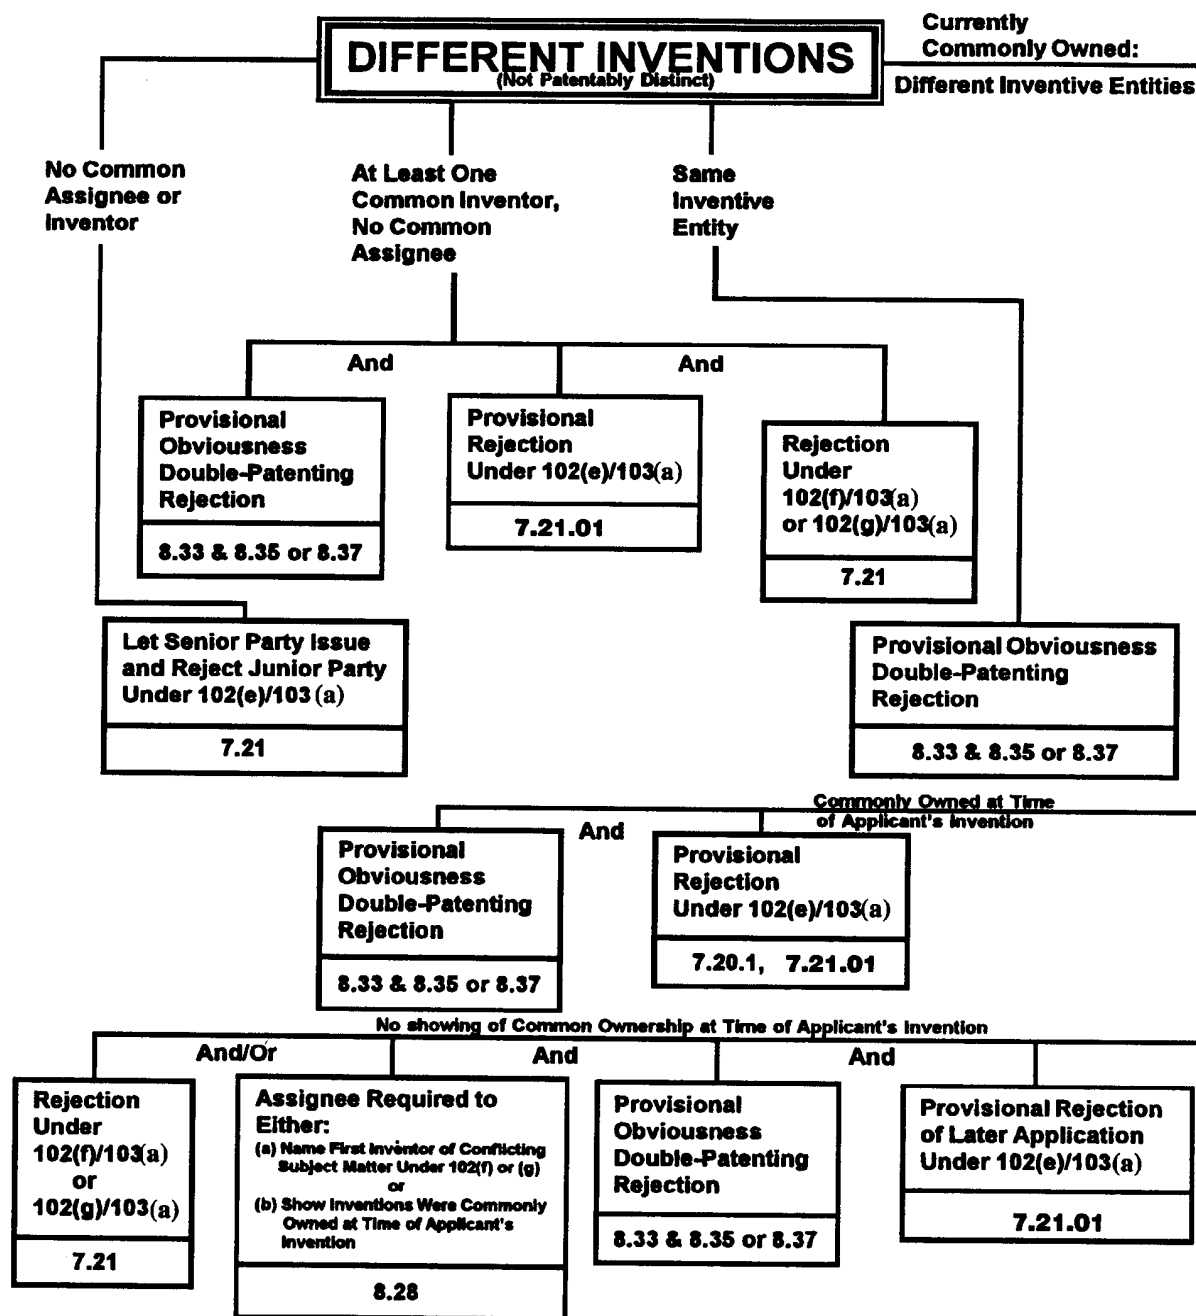 DIFFERENT INVENTIONS
(Not Patentably Distinct)
Currently
Commonly Owned:
Different Inventive Entities
No Common
Assignee or
Inventor
At Least One
Common Inventor,
No Common
Assignee
Same
Inventive
Entity
And
And
Provisional
Obviousness
Double-Patenting
Rejection
8.33 & 8.35 or 8.37
Provisional
Rejection
Under 102(e)/103(a)
7.21.01
Rejection
Under
102(f)/103(a)
or 102(g)/103(a)
7.21
Let Senior Party Issue
and Reject Junior Party
Under 102(e)/103 (a)
7.21
Provisional Obviousness
Double-Patenting
Rejection
8.33 & 8.35 or 8.37
Commonly Owned at Time
of Applicant's Invention
And
Provisional
Obviousness
Double-Patenting
Rejection
8.33 & 8.35 or 8.37
Provisional
Rejection
Under 102(e)/103(a)
7.20.1, 7.21.01
No showing of Common Ownership at Time of Applicant's Invention
And/Or
And
And
Rejection
Under
102(f)/103(a)
or
102(g)/103(a)
7.21
Assignee Required to
Either:
(a) Name First Inventor of Conflicting
Subject Matter Under 102(f) or (g)
or
(b) Show Inventions Were Commonly
Owned at Time of Applicant's
Invention
8.28
Provisional
Obviousness
Double-Patenting
Rejection
8.33 & 8.35 or 8.37
Provisional Rejection
of Later Application
Under 102(e)/103(a)
7.21.01